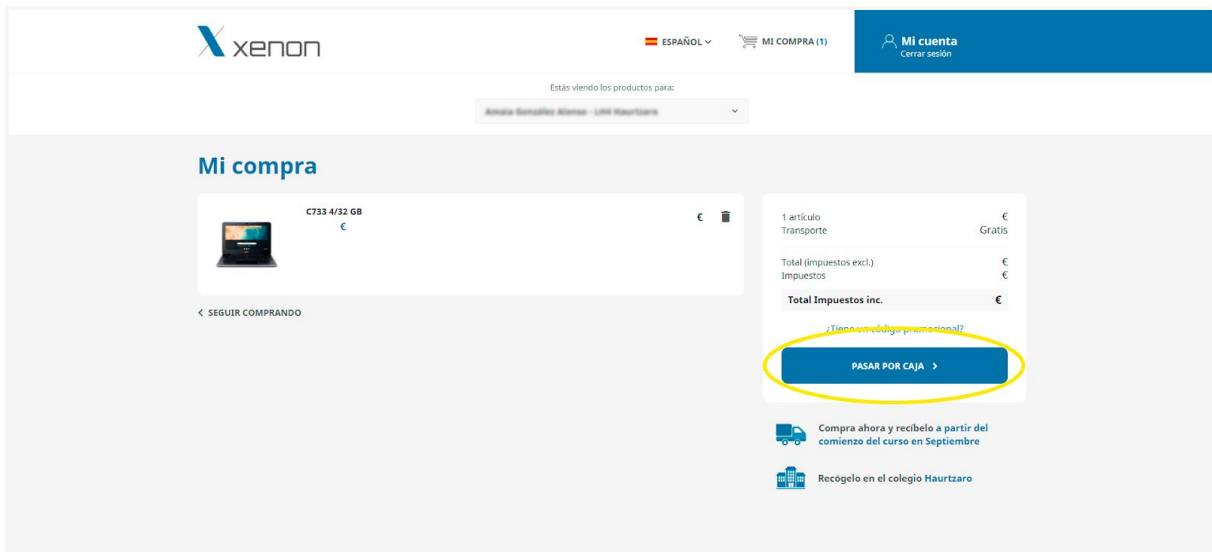 xenon
ESPAÑOL
MI COMPRA (1)
Mi cuenta
Cerrar sesión
Estás viendo los productos para:
Mi compra
C733 4/32 GB
€
€
1 artículo €
Transporte Gratis
Total (impuestos excl.) €
Impuestos €
Total Impuestos inc. €
¿Tiene un código promocional?
PASAR POR CAJA
SEGUIR COMPRANDO
Compra ahora y recíbelo a partir del
comienzo del curso en Septiembre
Recógelo en el colegio Haurtzaro